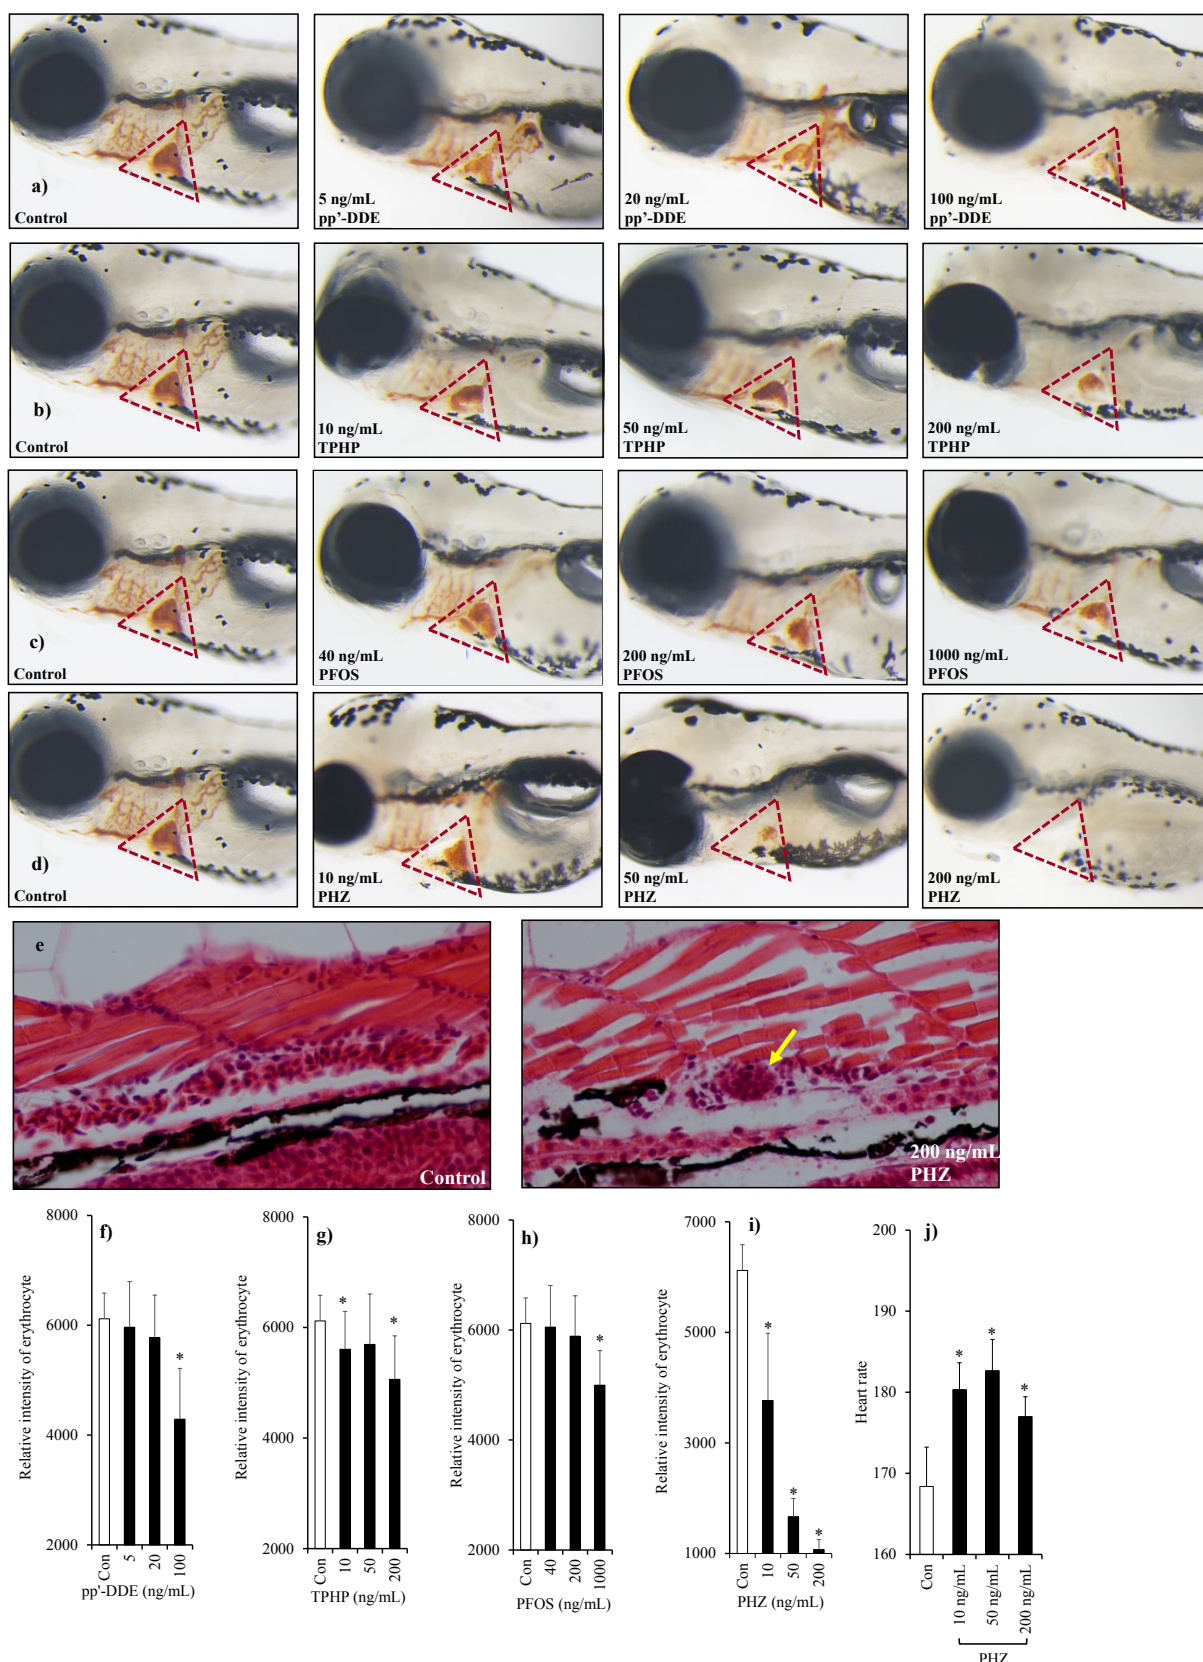 a)
Control
5 ng/mL
pp’-DDE
20 ng/mL
pp’-DDE
100 ng/mL
pp’-DDE
b)
Control
10 ng/mL
TPHP
50 ng/mL
TPHP
200 ng/mL
TPHP
c)
Control
40 ng/mL
PFOS
200 ng/mL
PFOS
1000 ng/mL
PFOS
d)
Control
10 ng/mL
PHZ
50 ng/mL
PHZ
200 ng/mL
PHZ
e
Control
200 ng/mL
PHZ
f)
Relative intensity of erythrocyte
8000
6000
4000
2000
*
Con
5
20
100
pp'-DDE (ng/mL)
g)
Relative intensity of erythrocyte
8000
6000
4000
2000
*
*
Con
10
50
200
TPHP (ng/mL)
h)
Relative intensity of erythrocyte
8000
6000
4000
2000
*
Con
40
200
1000
PFOS (ng/mL)
i)
Relative intensity of erythrocyte
7000
5000
3000
1000
*
*
*
Con
10
50
200
PHZ (ng/mL)
j)
Heart rate
200
190
180
170
160
*
*
*
Con
10 ng/mL
50 ng/mL
200 ng/mL
PHZ